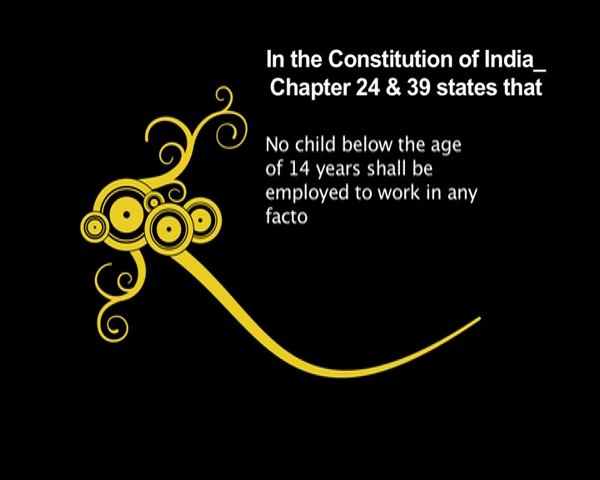 In the Constitution of India_
Chapter 24 & 39 states that
No child below the age
of 14 years shall be
employed to work in any
facto